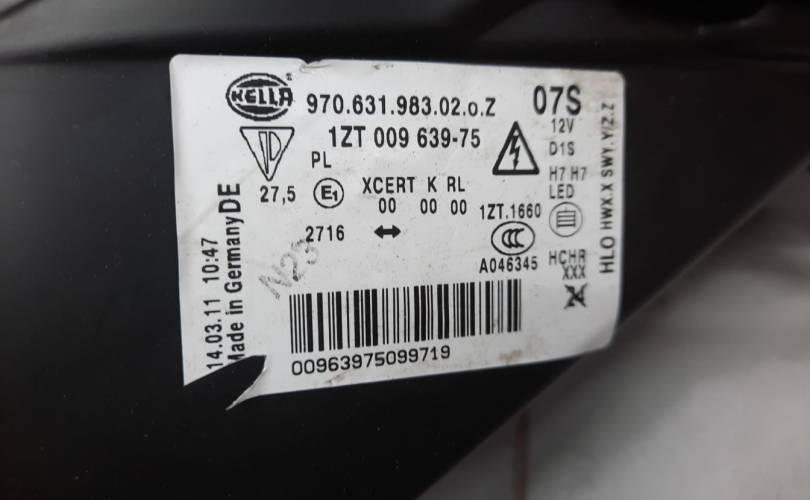 HELLA
970.631.983.02.o.Z
07S
1ZT 009 639-75
PL
12V
D1S
H7 H7
LED
27,5
E1
XCERT K RL
00 00 00
1ZT.1660
2716
CCC
A046345
HCHR
XXX
N23
HLO HWX.X SWY.Y/Z.Z
14.03.11 10:47
Made in Germany DE
00963975099719